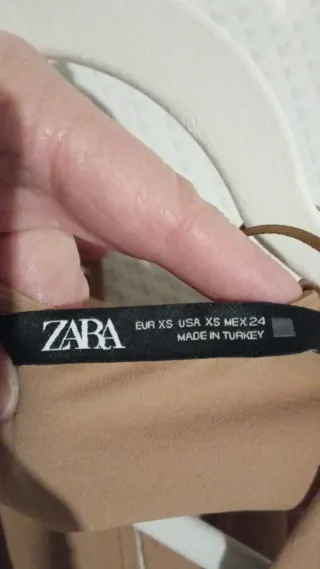 ZARA
EUR XS USA XS MEX 24
MADE IN TURKEY